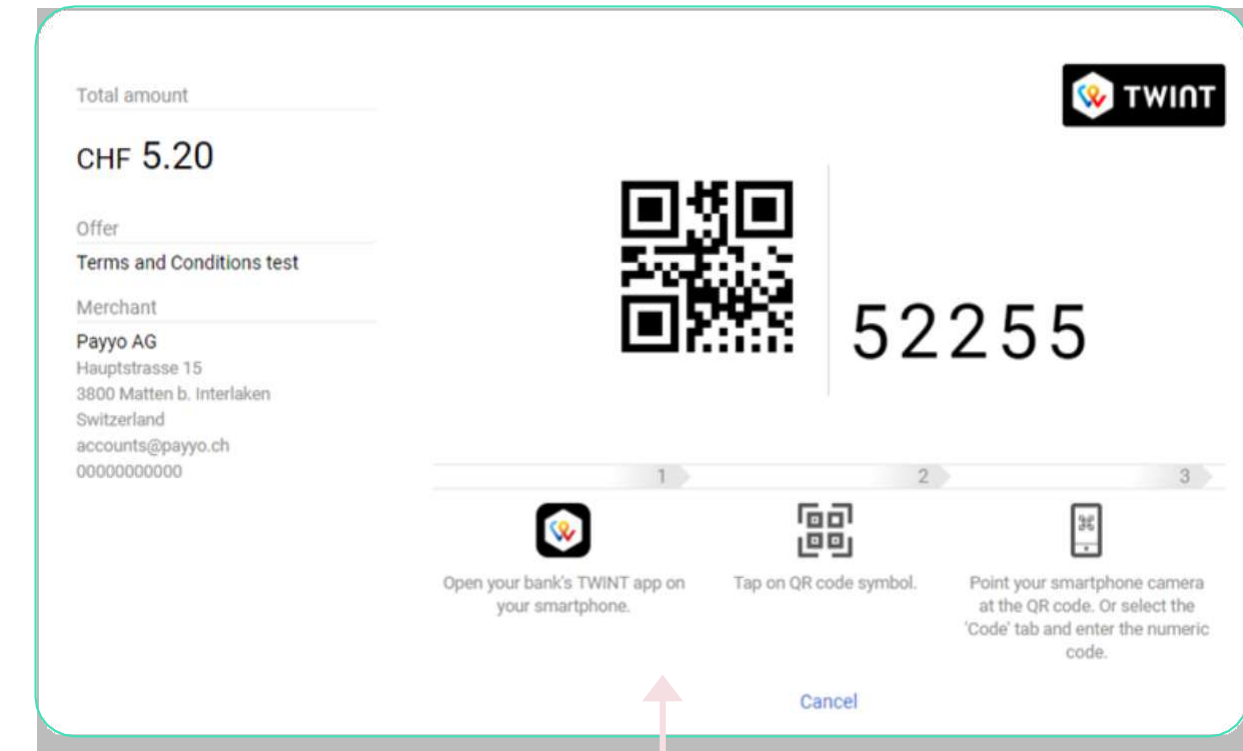 Total amount
CHF 5.20
Offer
Terms and Conditions test
Merchant
Payyo AG
Hauptstrasse 15
3800 Matten b. Interlaken
Switzerland
accounts@payyo.ch
00000000000
TWINT
52255
1
2
3
Open your bank's TWINT app on
your smartphone.
Tap on QR code symbol.
Point your smartphone camera
at the QR code. Or select the
'Code' tab and enter the numeric
code.
Cancel